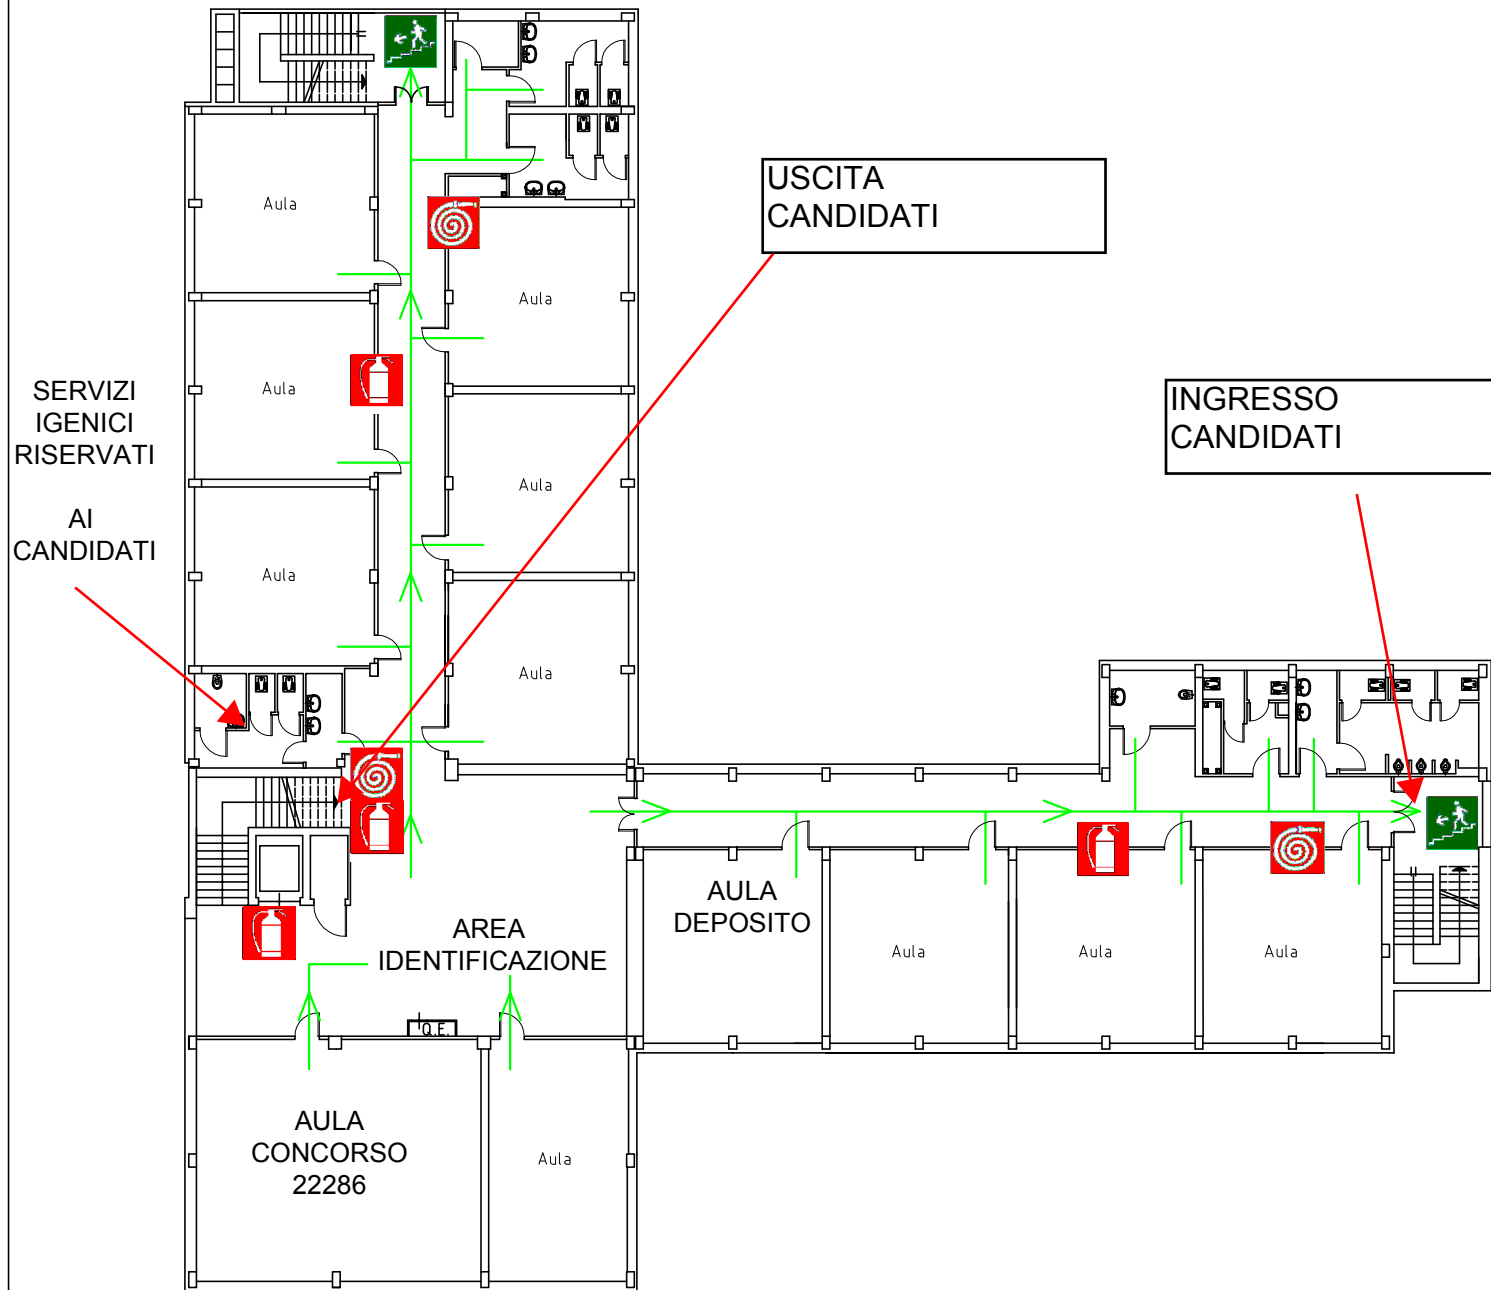 Aula
USCITA
CANDIDATI
Aula
Aula
SERVIZI
IGENICI
RISERVATI
AI
CANDIDATI
INGRESSO
CANDIDATI
Aula
Aula
Aula
AULA
DEPOSITO
AREA
IDENTIFICAZIONE
Aula
Aula
Aula
Q.E.
AULA
CONCORSO
22286
Aula